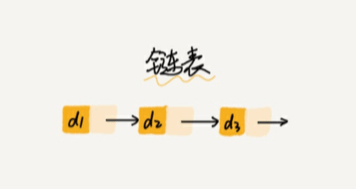 链表
d1 → d2 → d3 →